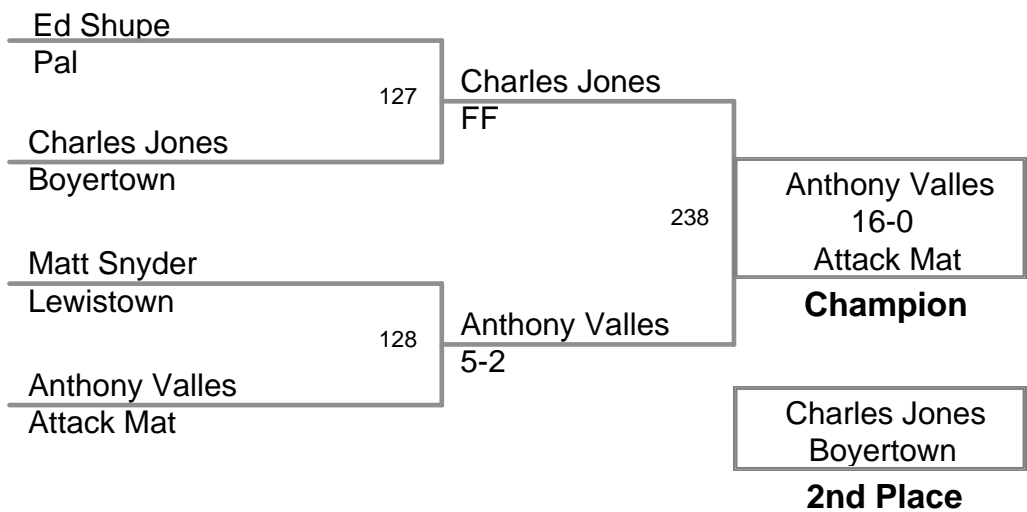 Ed Shupe
Pal
127
Charles Jones
Boyertown
Charles Jones
FF
Matt Snyder
Lewistown
128
Anthony Valles
Attack Mat
Anthony Valles
5-2
238
Anthony Valles
16-0
Attack Mat
Champion
Charles Jones
Boyertown
2nd Place